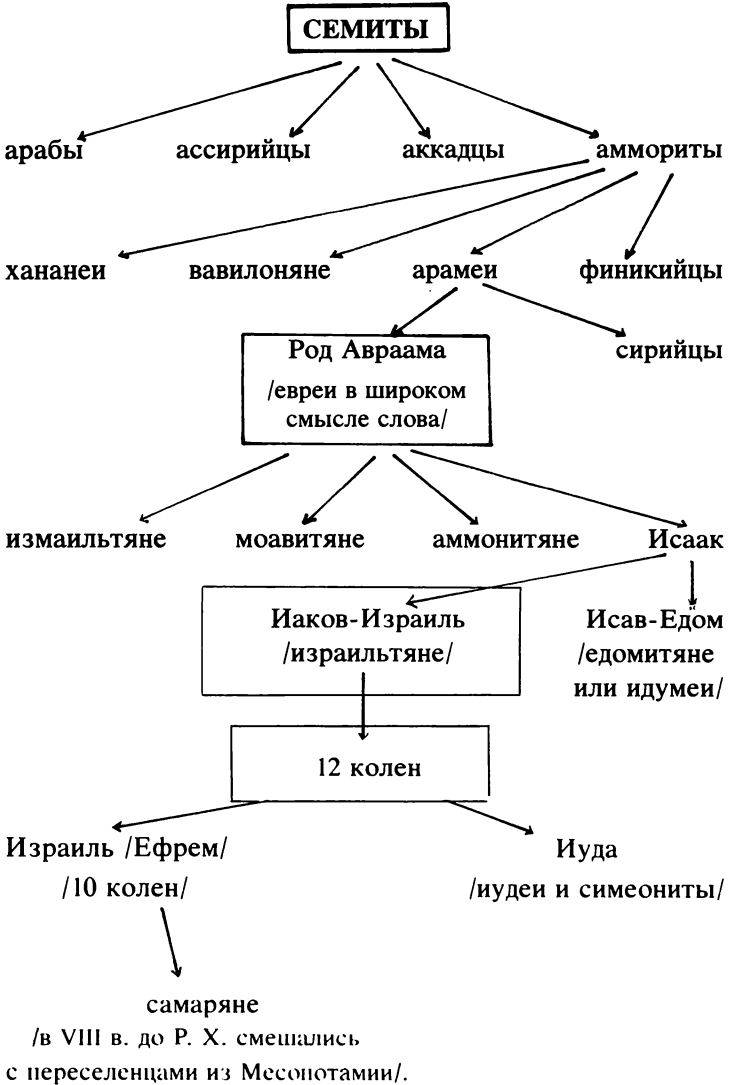 СЕМИТЫ
арабы ассирийцы аккадцы аммориты
хананеи вавилоняне арамеи финикийцы
Род Авраама
сирийцы
/евреи в широком
смысле слова/
измаильтяне моавитяне аммонитяне Исаак
Иаков-Израиль Исав-Едом
/израильтяне/ /едомитяне
или идумеи/
12 колен
Израиль /Ефрем/ Иуда
/10 колен/ /иудеи и симеониты/
самаряне
/в VIII в. до Р. Х. смешались
с переселенцами из Месопотамии/.